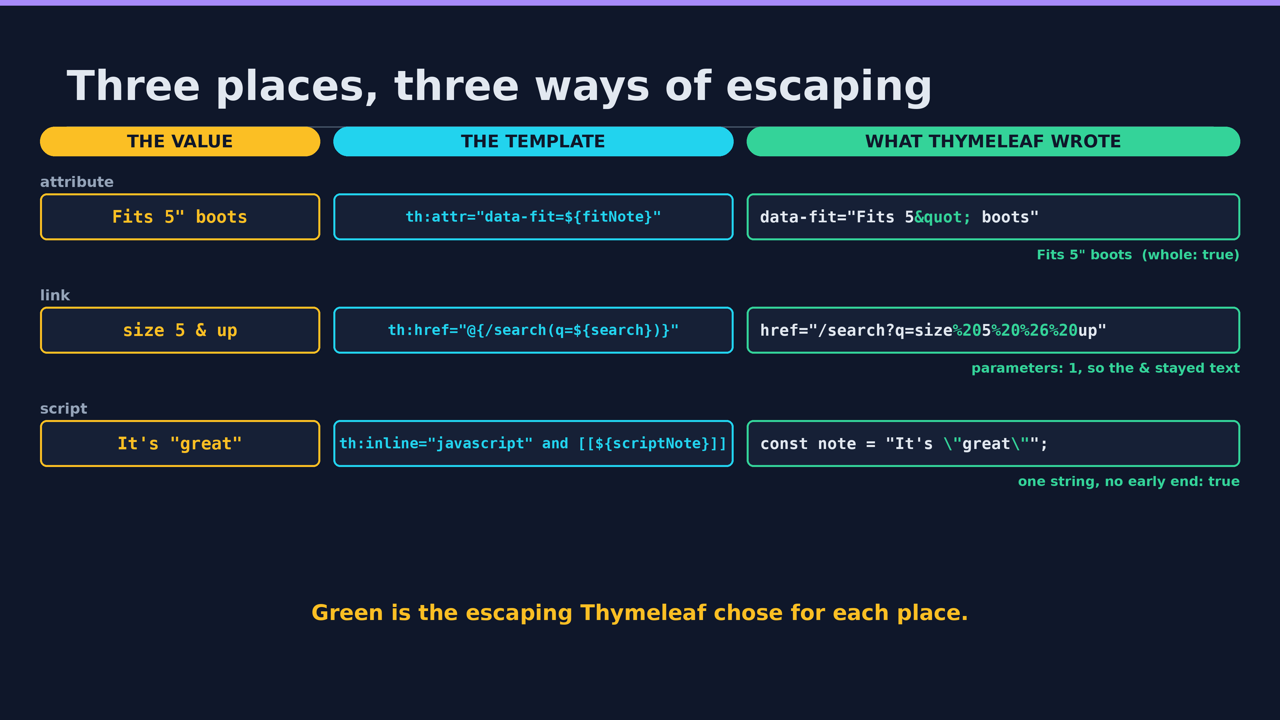 Three places, three ways of escaping
THE VALUE
THE TEMPLATE
WHAT THYMELEAF WROTE
attribute
Fits 5" boots
th:attr="data-fit=${fitNote}"
data-fit="Fits 5&quot; boots"
Fits 5" boots (whole: true)
link
size 5 & up
th:href="@{/search(q=${search})}"
href="/search?q=size%205%20%26%20up"
parameters: 1, so the & stayed text
script
It's "great"
th:inline="javascript" and [[${scriptNote}]]
const note = "It's \"great\"";
one string, no early end: true
Green is the escaping Thymeleaf chose for each place.